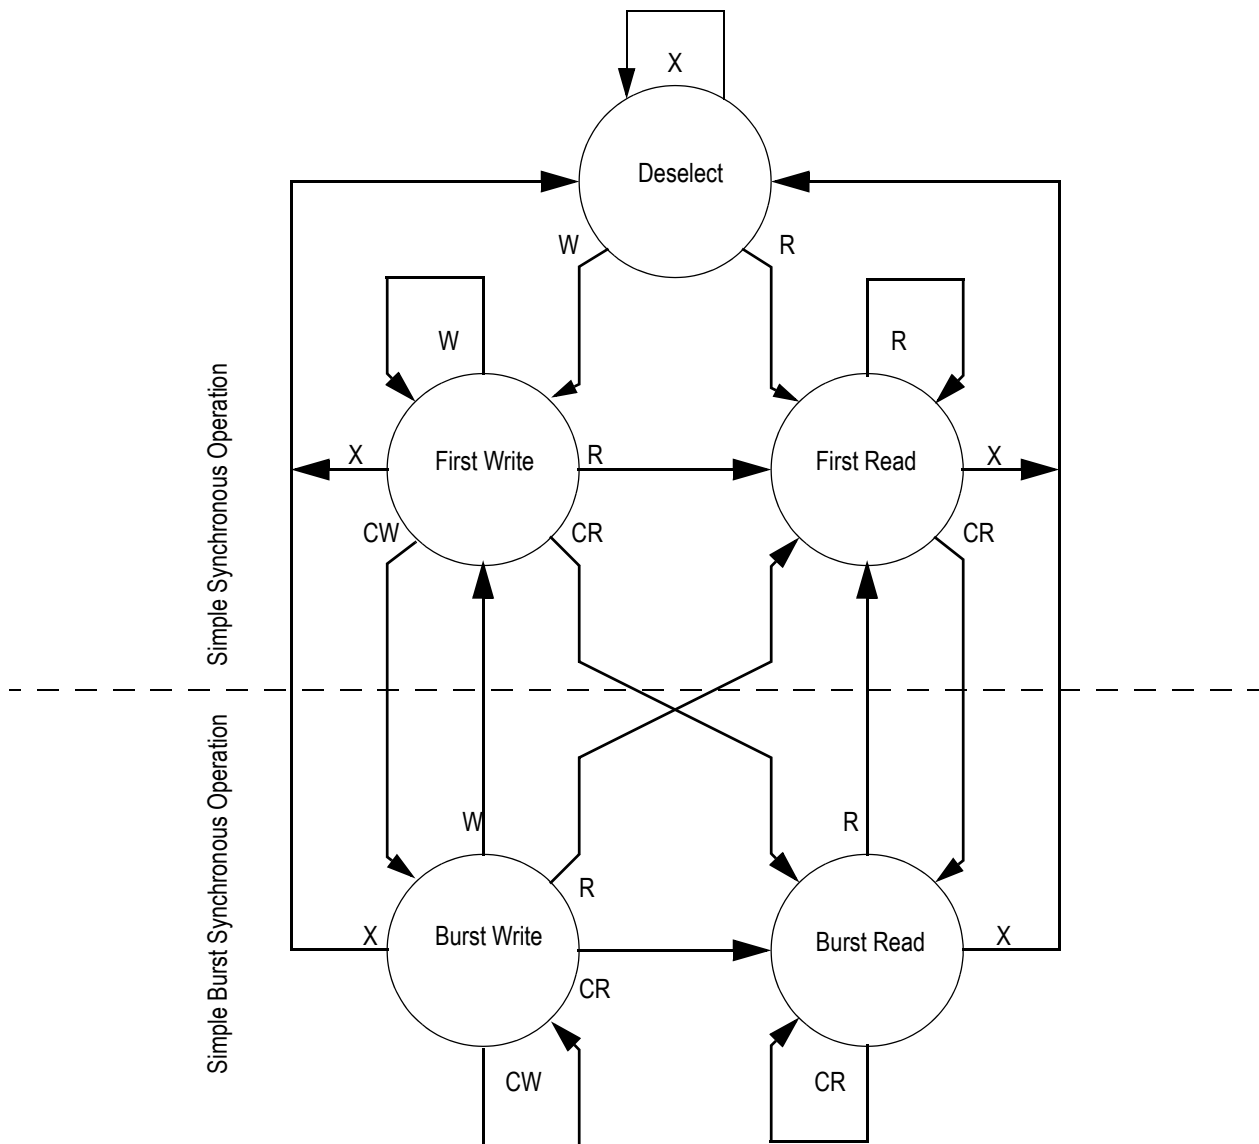 X
Deselect
W
R
W
R
X
First Write
R
First Read
X
CW
CR
CR
Simple Synchronous Operation
Simple Burst Synchronous Operation
W
R
R
X
Burst Write
Burst Read
X
CR
CW
CR